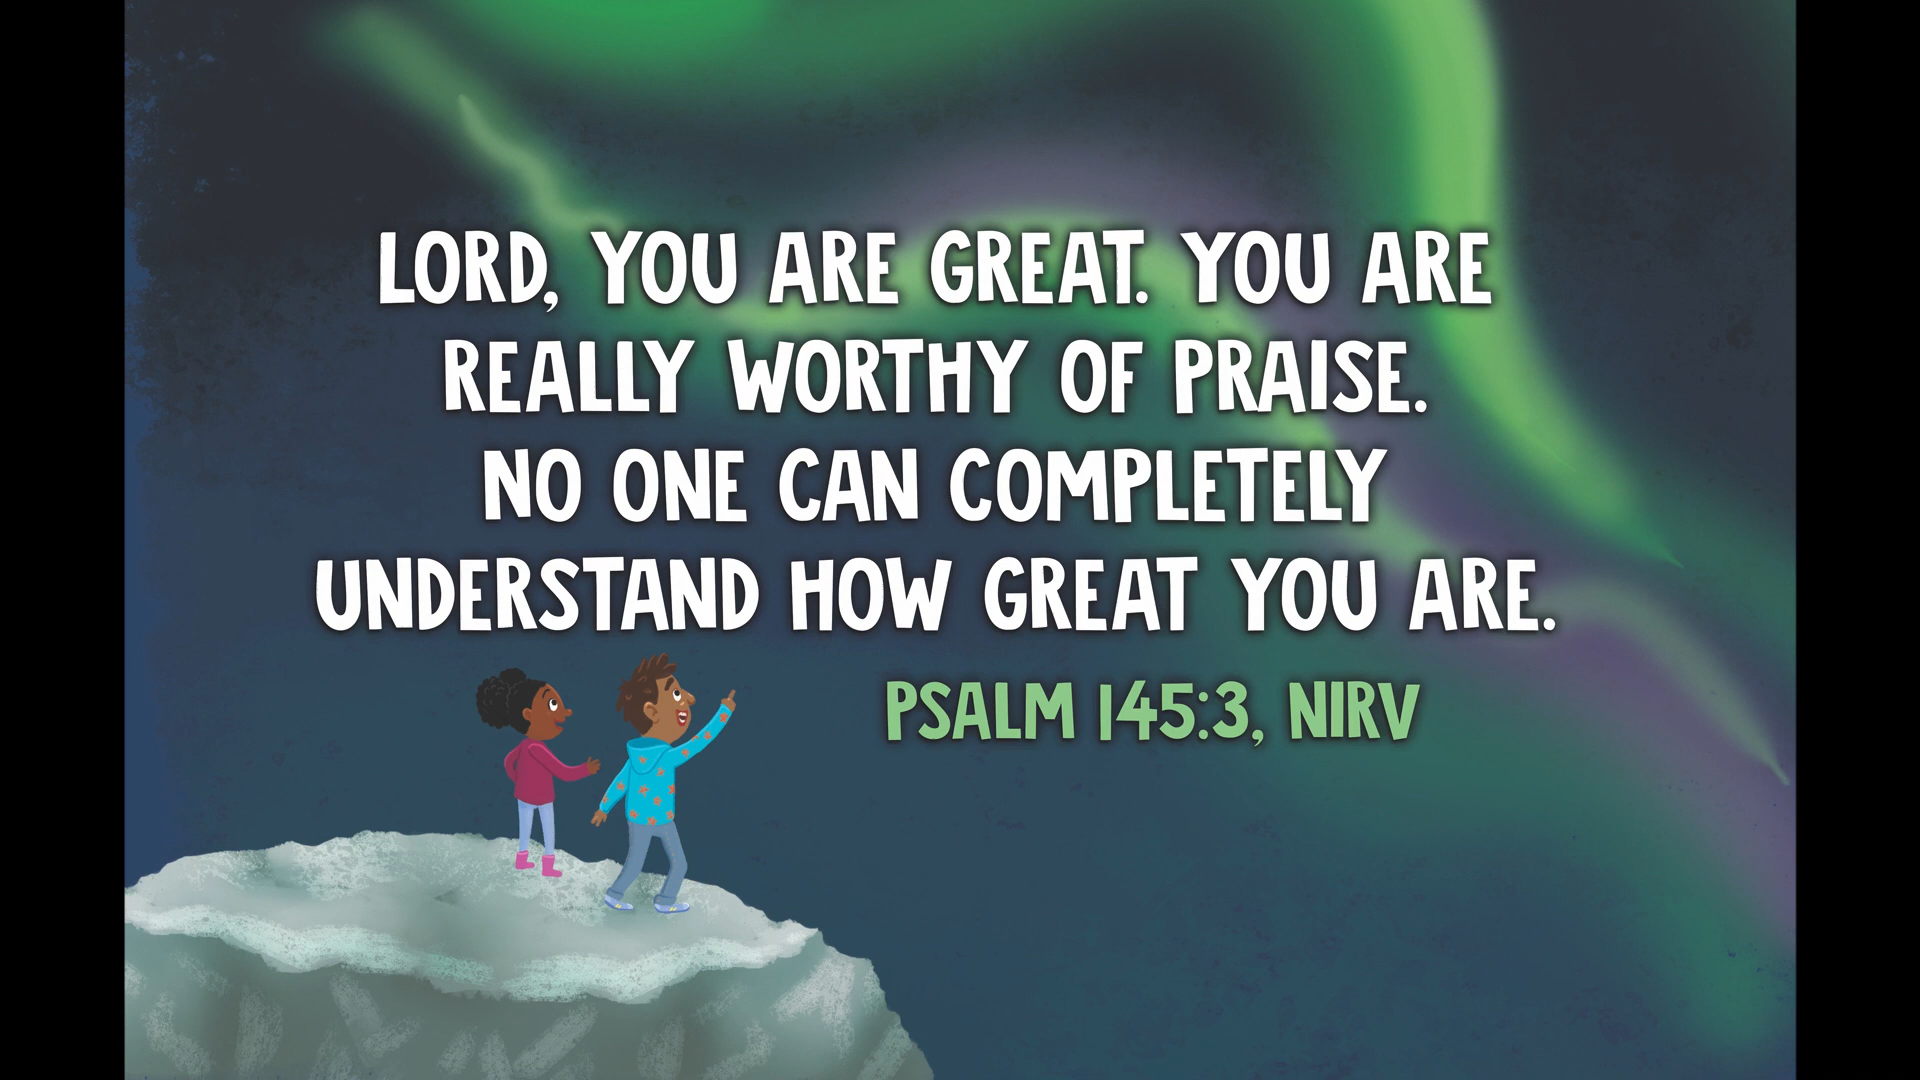 LORD, YOU ARE GREAT. YOU ARE
REALLY WORTHY OF PRAISE.
NO ONE CAN COMPLETELY
UNDERSTAND HOW GREAT YOU ARE.
PSALM 145:3, NIRV